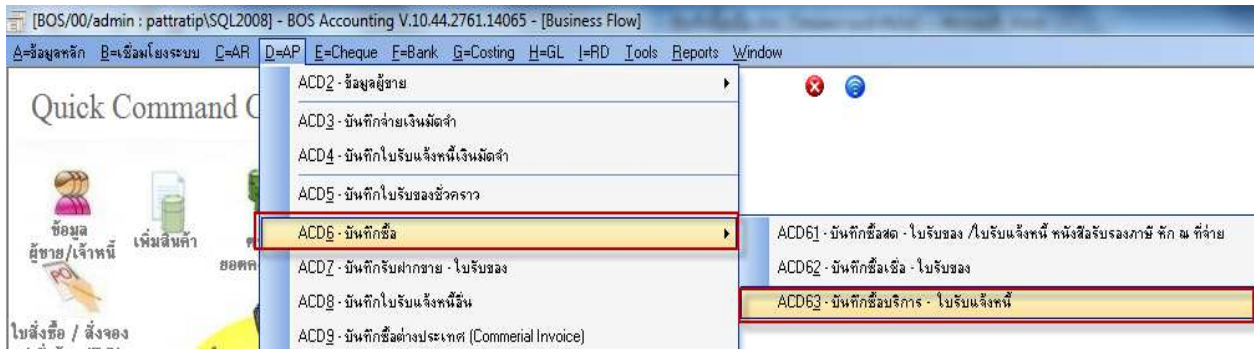 [BOS/00/admin : pattratip\SQL2008] - BOS Accounting V.10.44.2761.14065 - [Business Flow]
A=ข้อมูลหลัก B=เชื่อมโยงระบบ C=AR D=AP E=Cheque F=Bank G=Costing H=GL I=RD Tools Reports Window
Quick Command C
ACD2 - ข้อมูลผู้ขาย
ACD3 - บันทึกจ่ายเงินมัดจำ
ACD4 - บันทึกใบรับแจ้งหนี้เงินมัดจำ
ACD5 - บันทึกใบรับของชั่วคราว
ACD6 - บันทึกซื้อ
ACD7 - บันทึกรับฝากขาย - ใบรับของ
ACD8 - บันทึกใบรับแจ้งหนี้อื่น
ACD9 - บันทึกซื้อต่างประเทศ (Commerial Invoice)
ACD61 - บันทึกซื้อสด - ใบรับของ /ใบรับแจ้งหนี้ หนังสือรับรองภาษี หัก ณ ที่จ่าย
ACD62 - บันทึกซื้อเชื่อ - ใบรับของ
ACD63 - บันทึกซื้อบริการ - ใบรับแจ้งหนี้
ข้อมูล
ผู้ขาย/เจ้าหนี้
เพิ่มสินค้า
ยอดค
PO
ใบสั่งซื้อ / สั่งจอง